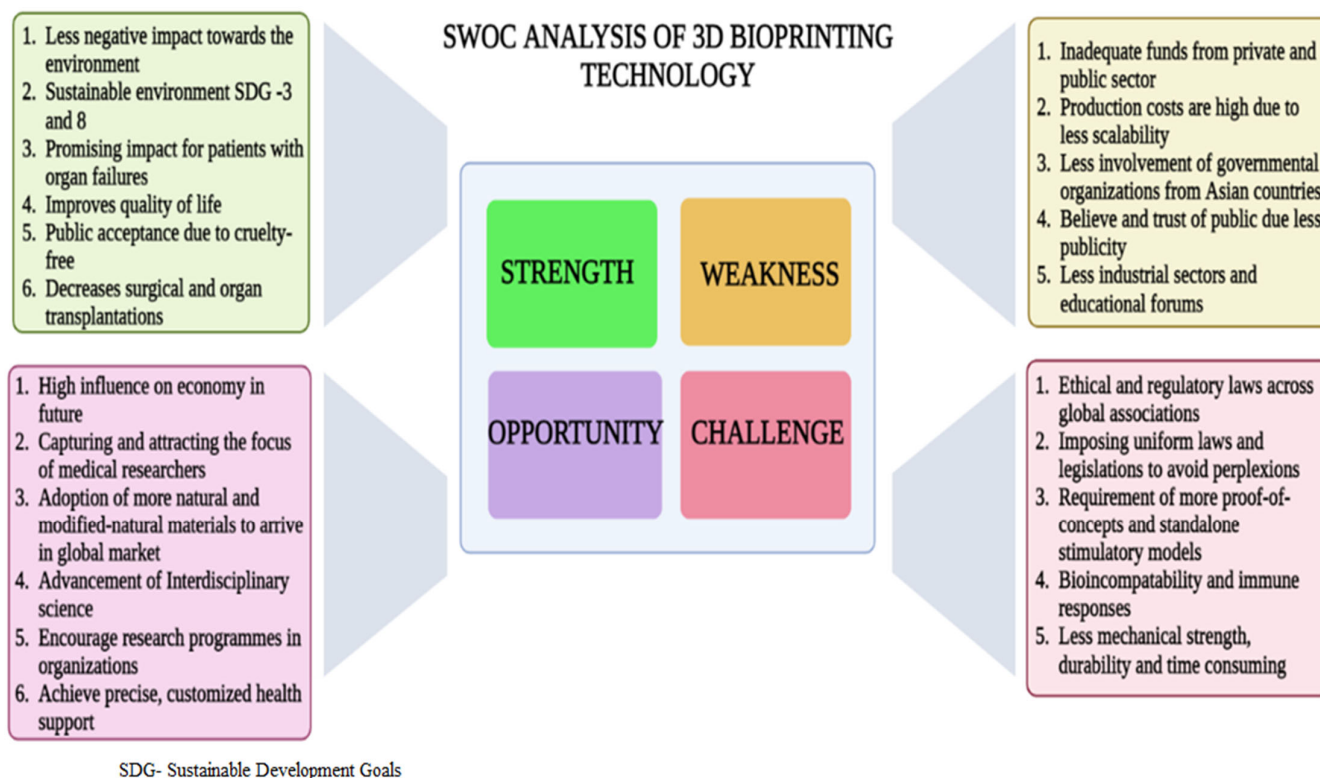 SWOC ANALYSIS OF 3D BIOPRINTING
TECHNOLOGY
1. Less negative impact towards the
environment
2. Sustainable environment SDG -3
and 8
3. Promising impact for patients with
organ failures
4. Improves quality of life
5. Public acceptance due to cruelty-
free
6. Decreases surgical and organ
transplantations
STRENGTH
WEAKNESS
1. Inadequate funds from private and
public sector
2. Production costs are high due to
less scalability
3. Less involvement of governmental
organizations from Asian countries
4. Believe and trust of public due less
publicity
5. Less industrial sectors and
educational forums
1. High influence on economy in
future
2. Capturing and attracting the focus
of medical researchers
3. Adoption of more natural and
modified-natural materials to arrive
in global market
4. Advancement of Interdisciplinary
science
5. Encourage research programmes in
organizations
6. Achieve precise, customized health
support
OPPORTUNITY
CHALLENGE
1. Ethical and regulatory laws across
global associations
2. Imposing uniform laws and
legislations to avoid perplexions
3. Requirement of more proof-of-
concepts and standalone
stimulatory models
4. Bioincompatability and immune
responses
5. Less mechanical strength,
durability and time consuming
SDG- Sustainable Development Goals